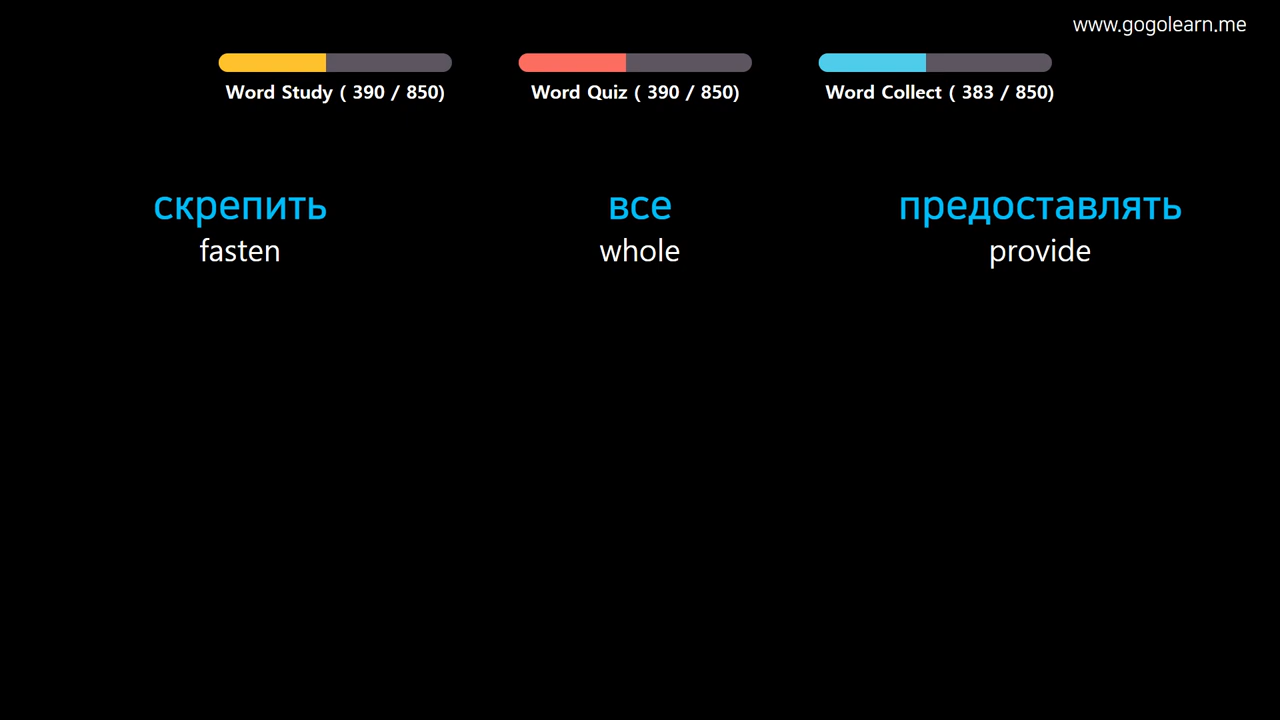 www.gogolearn.me
Word Study ( 390 / 850)
Word Quiz ( 390 / 850)
Word Collect ( 383 / 850)
скрепить
fasten
все
whole
предоставлять
provide